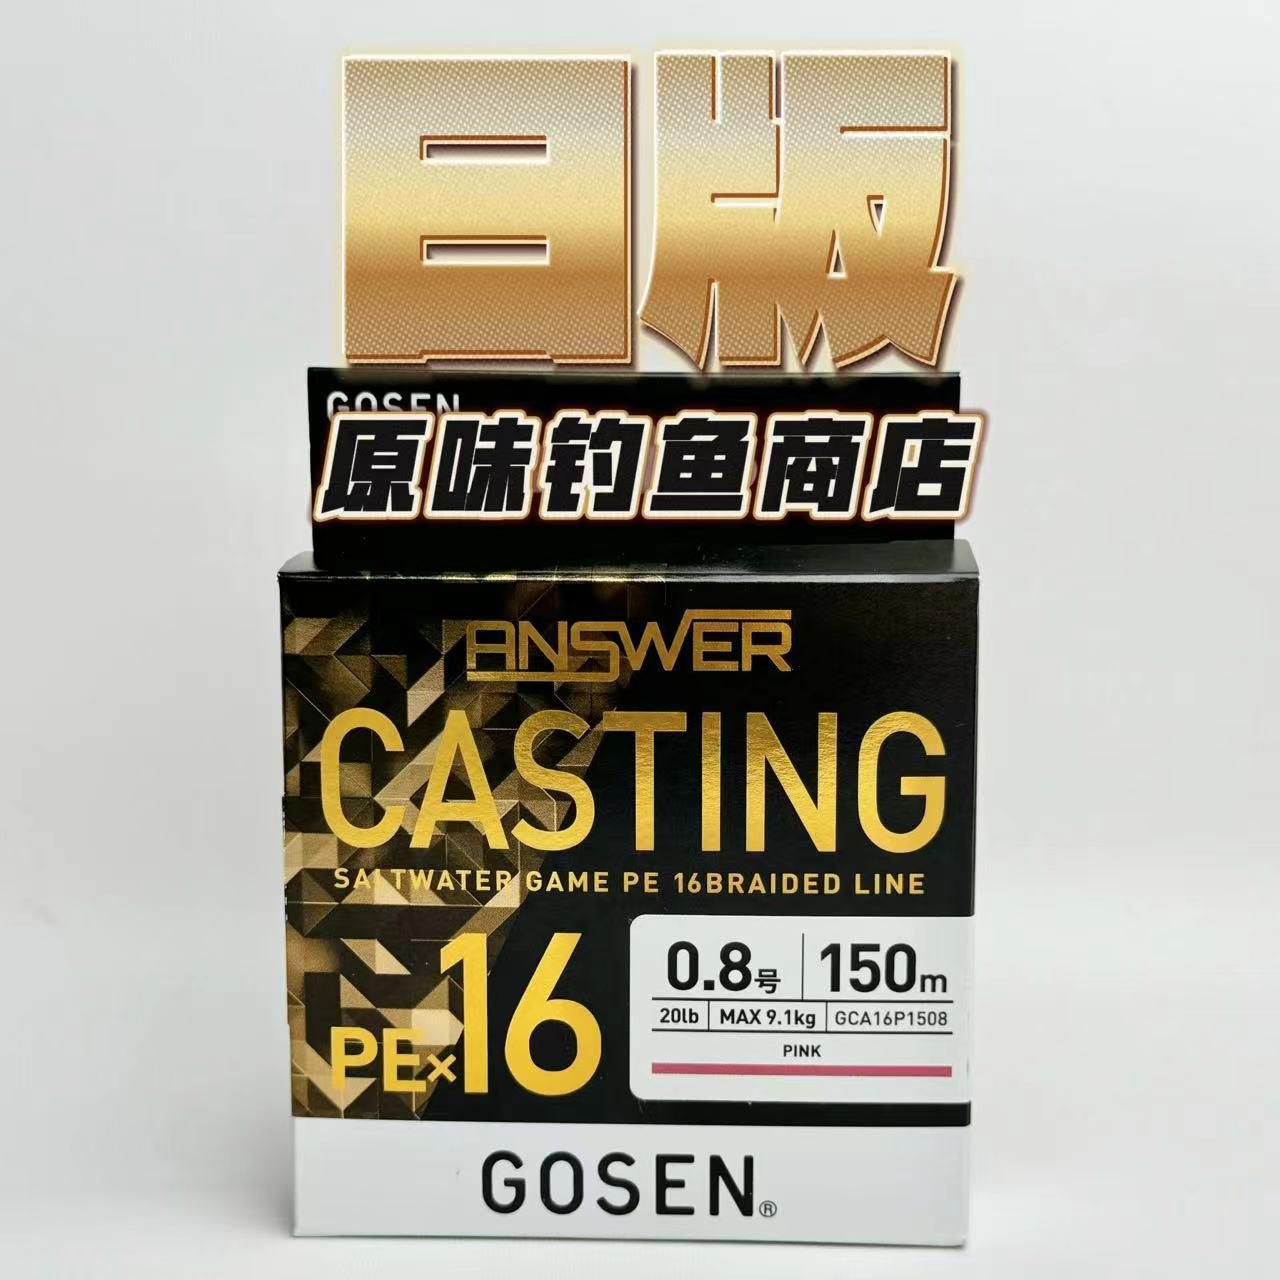 日版
GOSEN
原味钓鱼商店
ANSWER
CASTING
SALTWATER GAME PE 16BRAIDED LINE
PE×16
0.8号 150m
20lb MAX 9.1kg GCA16P1508
PINK
GOSEN®